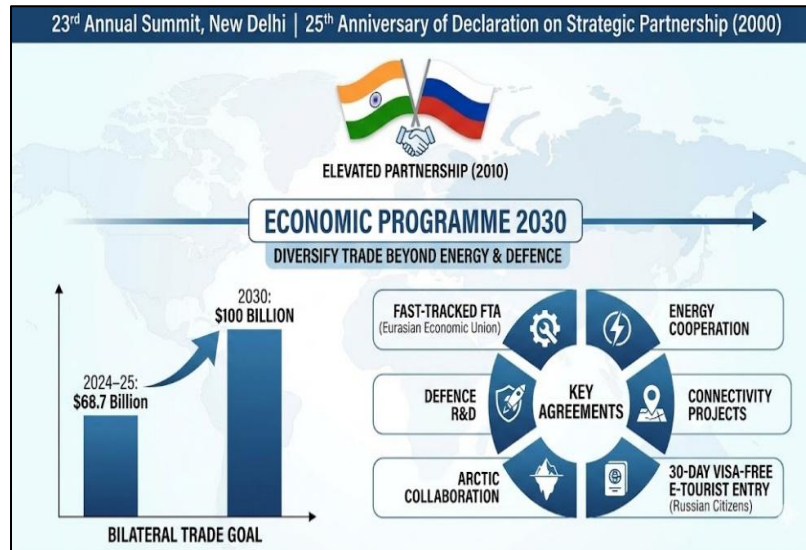 23rd Annual Summit, New Delhi | 25th Anniversary of Declaration on Strategic Partnership (2000)
ELEVATED PARTNERSHIP (2010)
ECONOMIC PROGRAMME 2030
DIVERSIFY TRADE BEYOND ENERGY & DEFENCE
2030:
$100 BILLION
2024–25:
$68.7 Billion
BILATERAL TRADE GOAL
FAST-TRACKED FTA
(Eurasian Economic Union)
DEFENCE
R&D
ARCTIC
COLLABORATION
KEY
AGREEMENTS
ENERGY
COOPERATION
CONNECTIVITY
PROJECTS
30-DAY VISA-FREE
E-TOURIST ENTRY
(Russian Citizens)